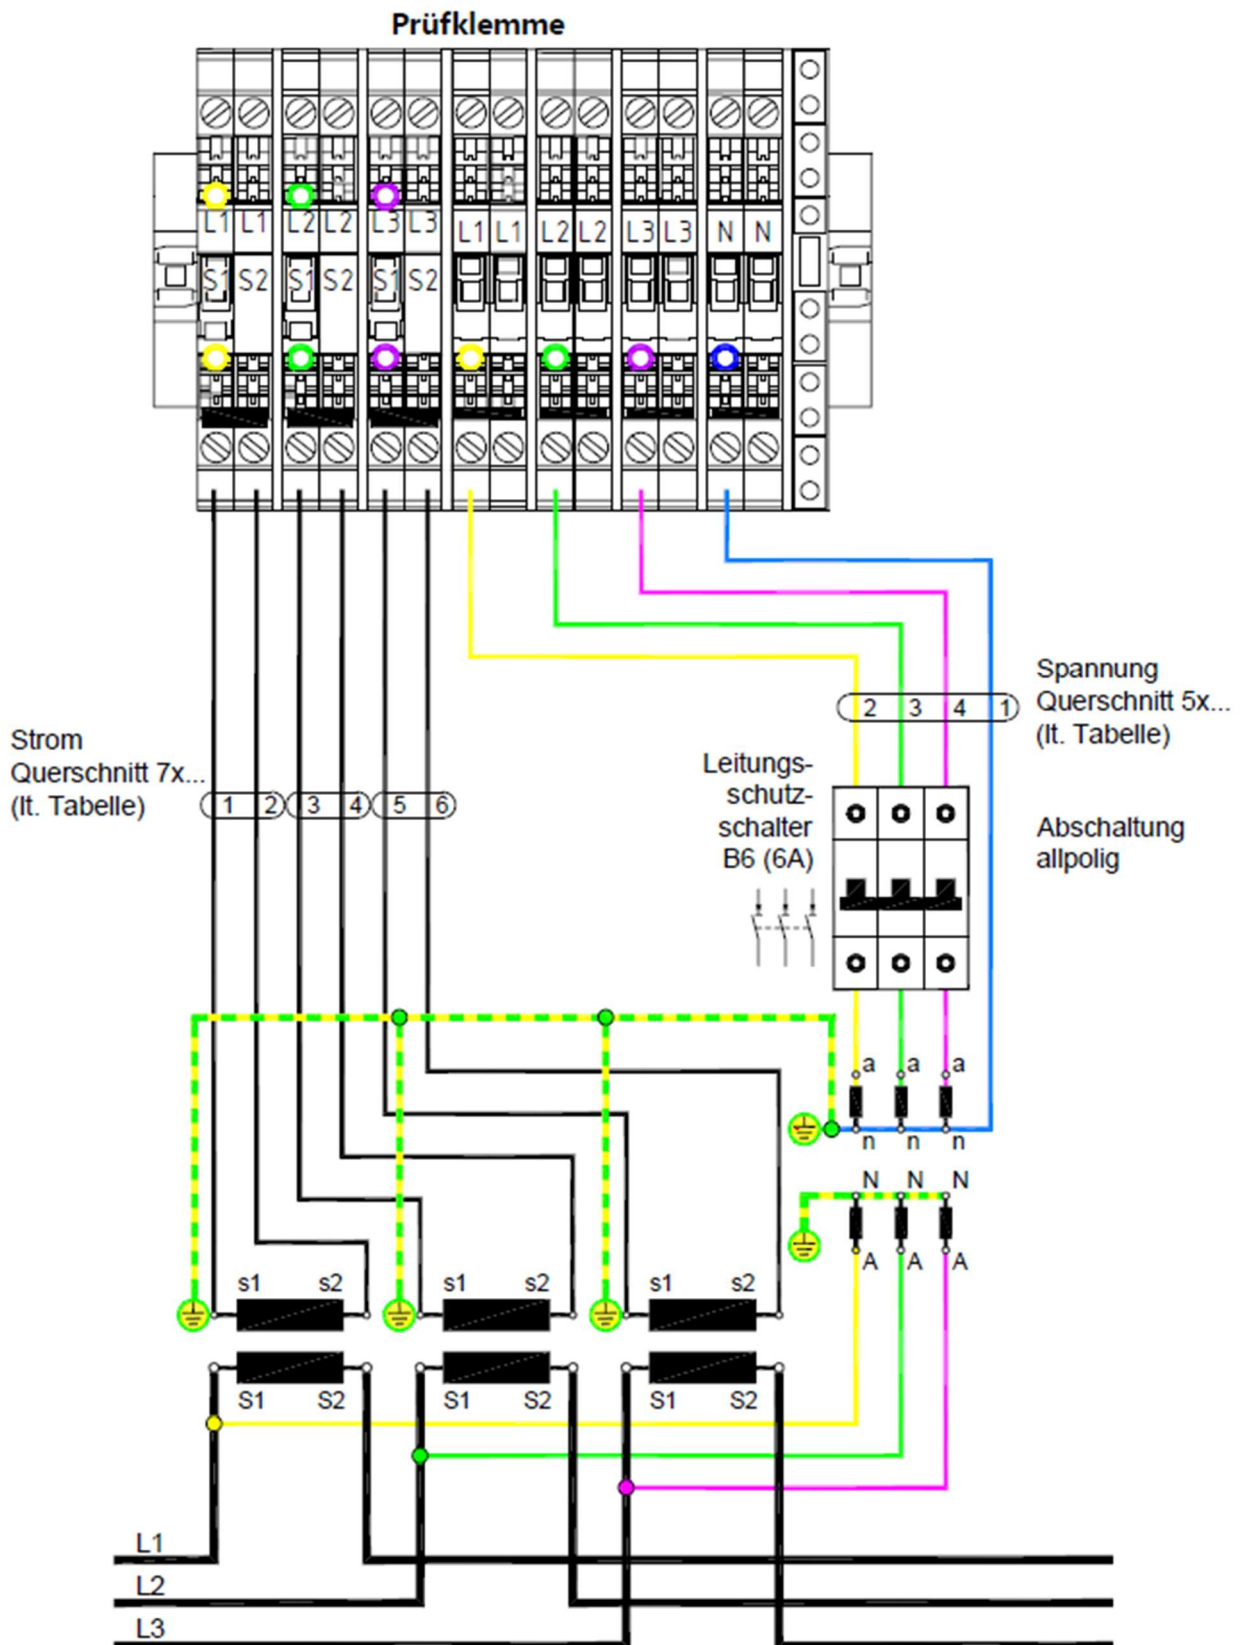 Prüfklemme
L1 L1 L2 L2 L3 L3 L1 L1 L2 L2 L3 L3 N N
S1 S2 S1 S2 S1 S2
Spannung
Querschnitt 5x...
(lt. Tabelle)
2 3 4 1
Strom
Querschnitt 7x...
(lt. Tabelle)
1 2 3 4 5 6
Leitungs-
schutz-
schalter
B6 (6A)
Abschaltung
allpolig
a a a
n n n
N N N
A A A
s1 s2 s1 s2 s1 s2
S1 S2 S1 S2 S1 S2
L1
L2
L3